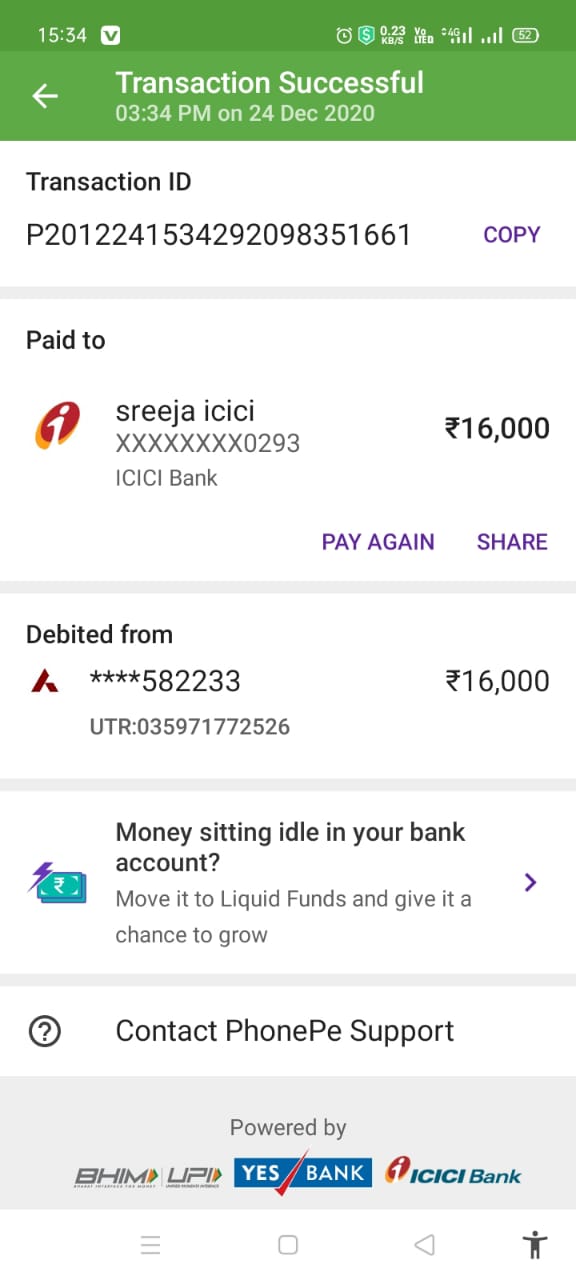 15:34
0.23 KB/S
4G
52
Transaction Successful
03:34 PM on 24 Dec 2020
Transaction ID
P2012241534292098351661 COPY
Paid to
sreeja icici
XXXXXXXX0293
₹16,000
ICICI Bank
PAY AGAIN SHARE
Debited from
****582233 ₹16,000
UTR:035971772526
Money sitting idle in your bank
account?
Move it to Liquid Funds and give it a
chance to grow
Contact PhonePe Support
Powered by
BHIM UPI YES BANK ICICI Bank